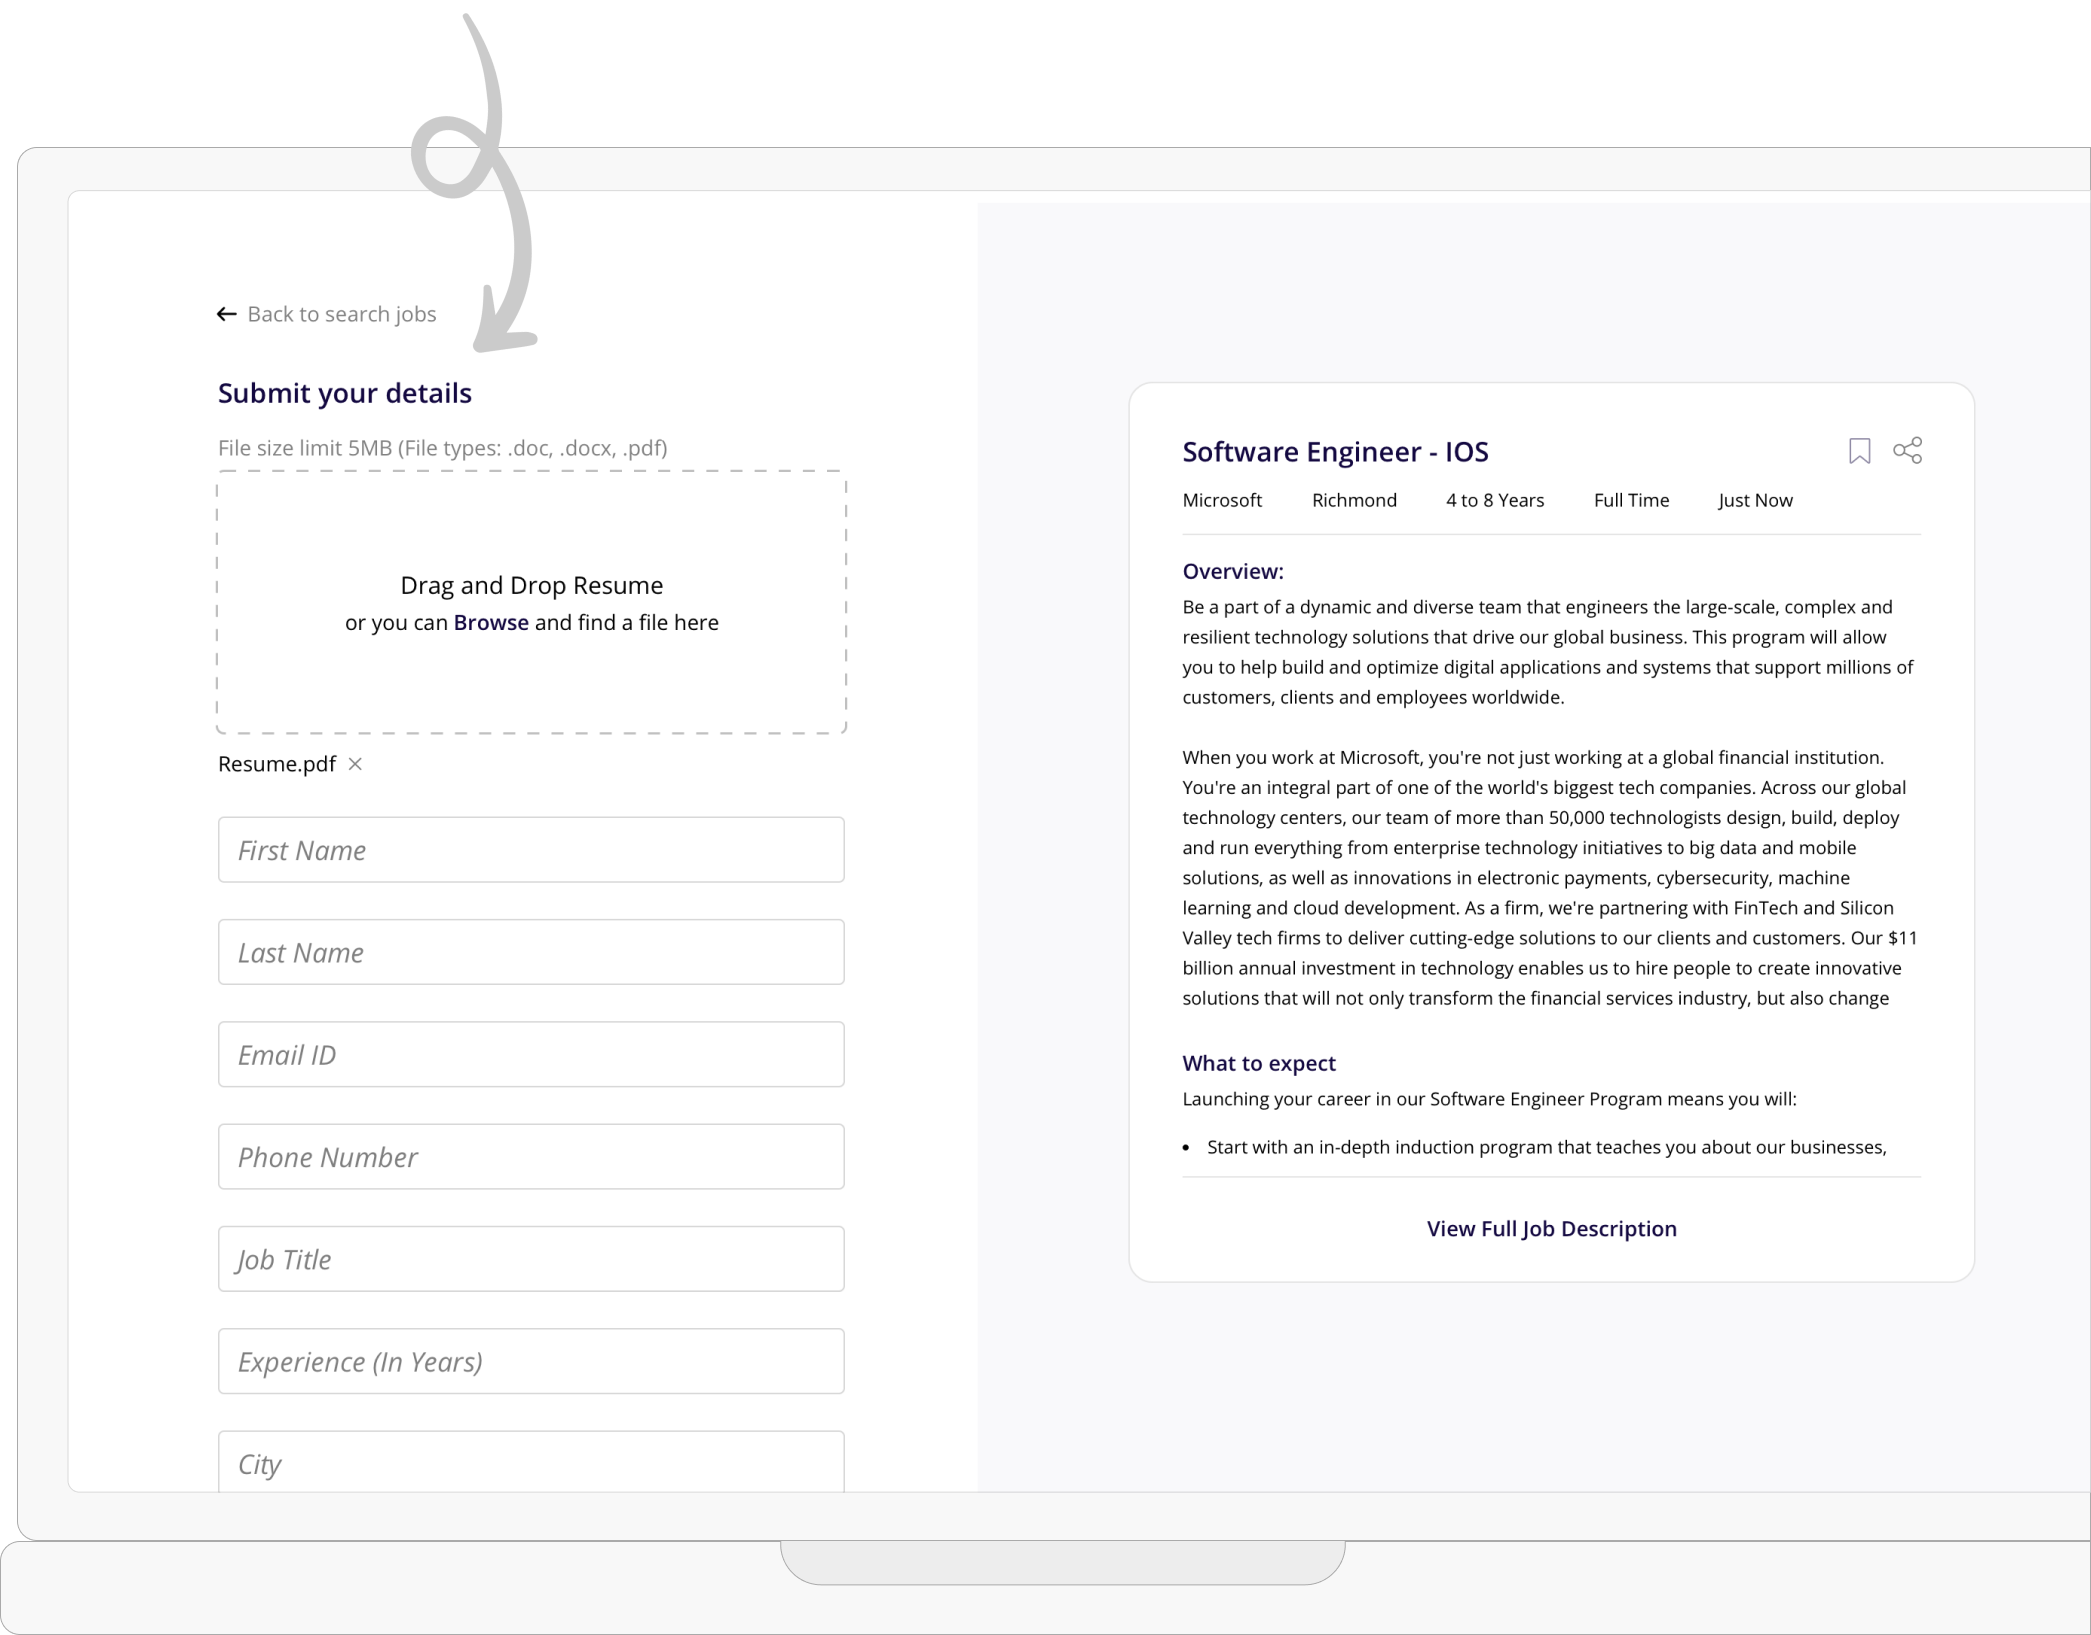 Back to search jobs
Submit your details
File size limit 5MB (File types: .doc, .docx, .pdf)
Drag and Drop Resume
or you can Browse and find a file here
Resume.pdf
First Name
Last Name
Email ID
Phone Number
Job Title
Experience (In Years)
City
Software Engineer - IOS
Microsoft Richmond 4 to 8 Years Full Time Just Now
Overview:
Be a part of a dynamic and diverse team that engineers the large-scale, complex and
resilient technology solutions that drive our global business. This program will allow
you to help build and optimize digital applications and systems that support millions of
customers, clients and employees worldwide.
When you work at Microsoft, you're not just working at a global financial institution.
You're an integral part of one of the world's biggest tech companies. Across our global
technology centers, our team of more than 50,000 technologists design, build, deploy
and run everything from enterprise technology initiatives to big data and mobile
solutions, as well as innovations in electronic payments, cybersecurity, machine
learning and cloud development. As a firm, we're partnering with FinTech and Silicon
Valley tech firms to deliver cutting-edge solutions to our clients and customers. Our $11
billion annual investment in technology enables us to hire people to create innovative
solutions that will not only transform the financial services industry, but also change
What to expect
Launching your career in our Software Engineer Program means you will:
• Start with an in-depth induction program that teaches you about our businesses,
View Full Job Description